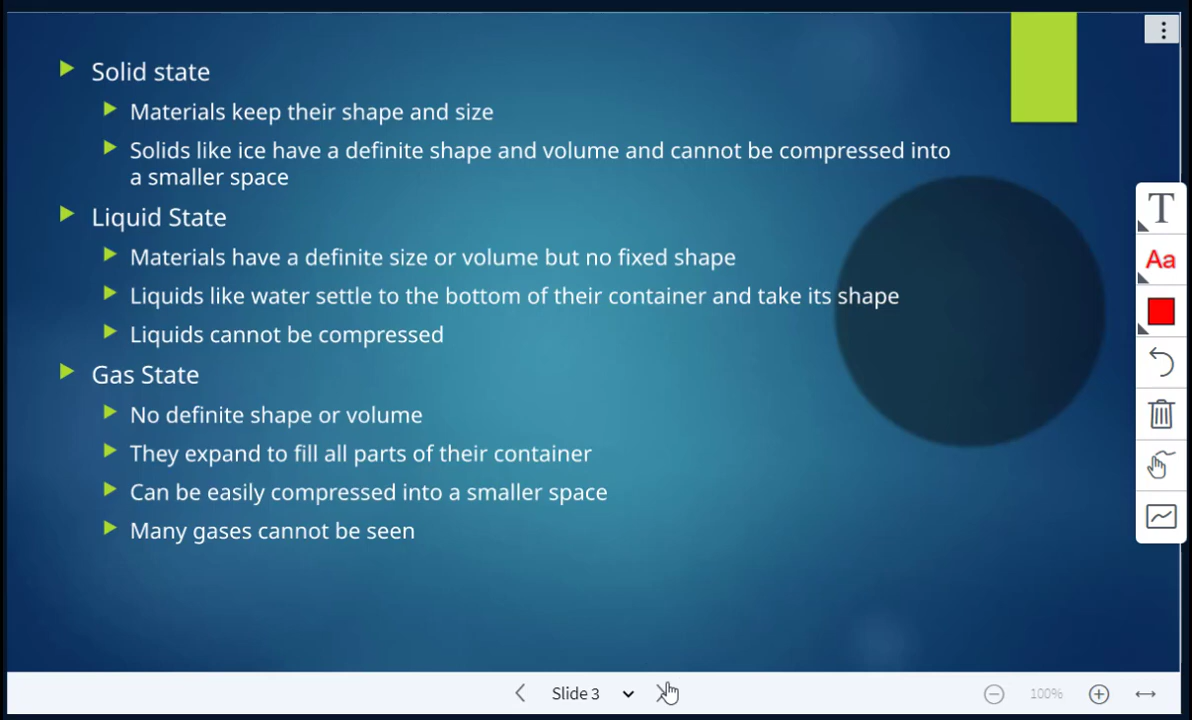 Solid state
Materials keep their shape and size
Solids like ice have a definite shape and volume and cannot be compressed into
a smaller space
Liquid State
Materials have a definite size or volume but no fixed shape
Liquids like water settle to the bottom of their container and take its shape
Liquids cannot be compressed
Gas State
No definite shape or volume
They expand to fill all parts of their container
Can be easily compressed into a smaller space
Many gases cannot be seen
T
Aa
Slide 3
100%